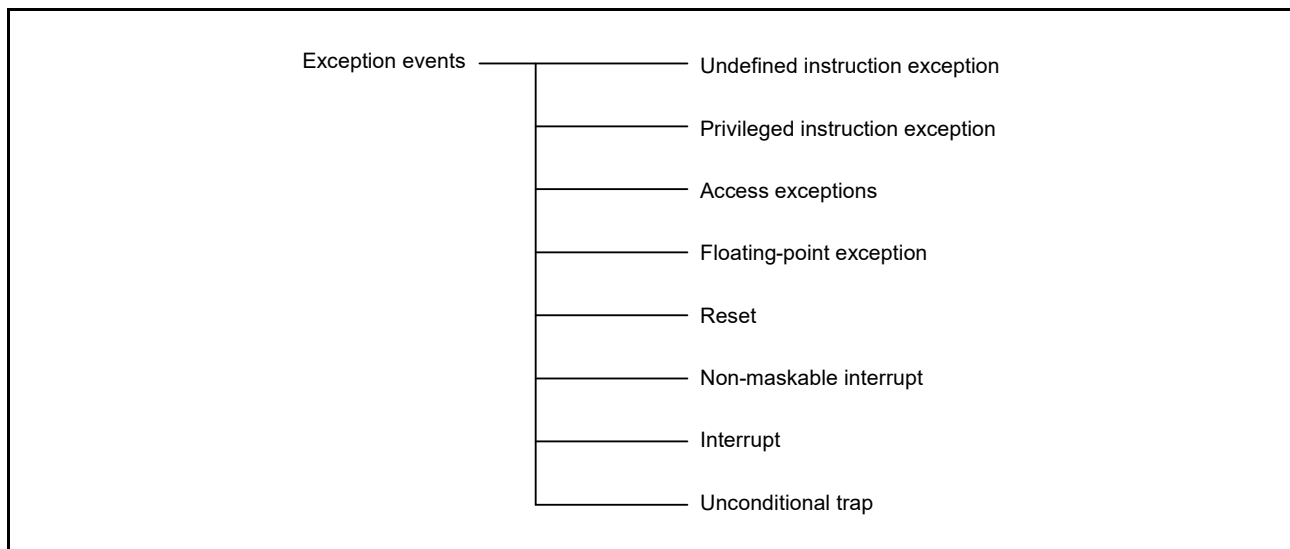 Exception events
Undefined instruction exception
Privileged instruction exception
Access exceptions
Floating-point exception
Reset
Non-maskable interrupt
Interrupt
Unconditional trap